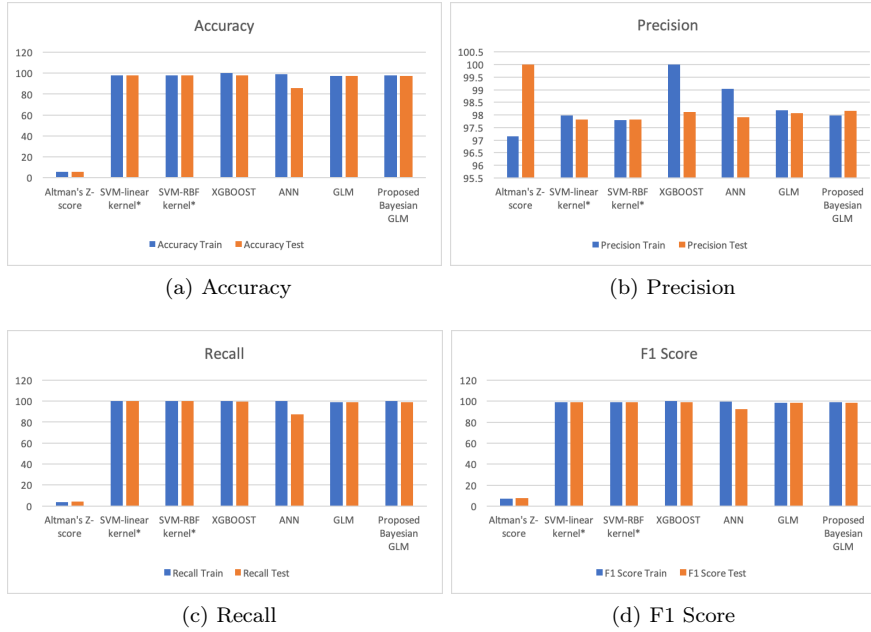 Accuracy
120
100
80
60
40
20
0
Altman's Z-score
SVM-linear kernel*
SVM-RBF kernel*
XGBOOST
ANN
GLM
Proposed Bayesian GLM
Accuracy Train
Accuracy Test
(a) Accuracy
Precision
100.5
100
99.5
99
98.5
98
97.5
97
96.5
96
95.5
Altman's Z-score
SVM-linear kernel*
SVM-RBF kernel*
XGBOOST
ANN
GLM
Proposed Bayesian GLM
Precision Train
Precision Test
(b) Precision
Recall
120
100
80
60
40
20
0
Altman's Z-score
SVM-linear kernel*
SVM-RBF kernel*
XGBOOST
ANN
GLM
Proposed Bayesian GLM
Recall Train
Recall Test
(c) Recall
F1 Score
120
100
80
60
40
20
0
Altman's Z-score
SVM-linear kernel*
SVM-RBF kernel*
XGBOOST
ANN
GLM
Proposed Bayesian GLM
F1 Score Train
F1 Score Test
(d) F1 Score